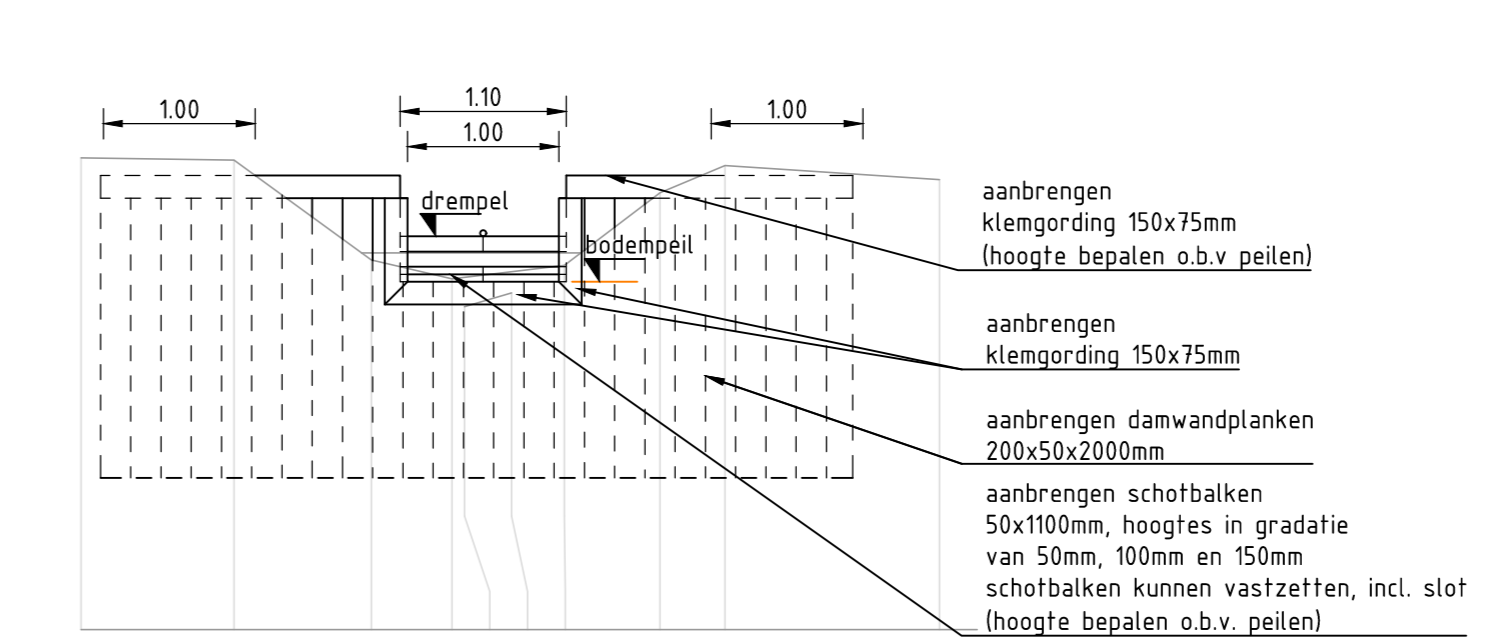 1.00
1.10
1.00
1.00
drempel
bodempeil
aanbrengen
klemgording 150x75mm
(hoogte bepalen o.b.v peilen)
aanbrengen
klemgording 150x75mm
aanbrengen damwandplanken
200x50x2000mm
aanbrengen schotbalken
50x1100mm, hoogtes in gradatie
van 50mm, 100mm en 150mm
schotbalken kunnen vastzetten, incl. slot
(hoogte bepalen o.b.v. peilen)